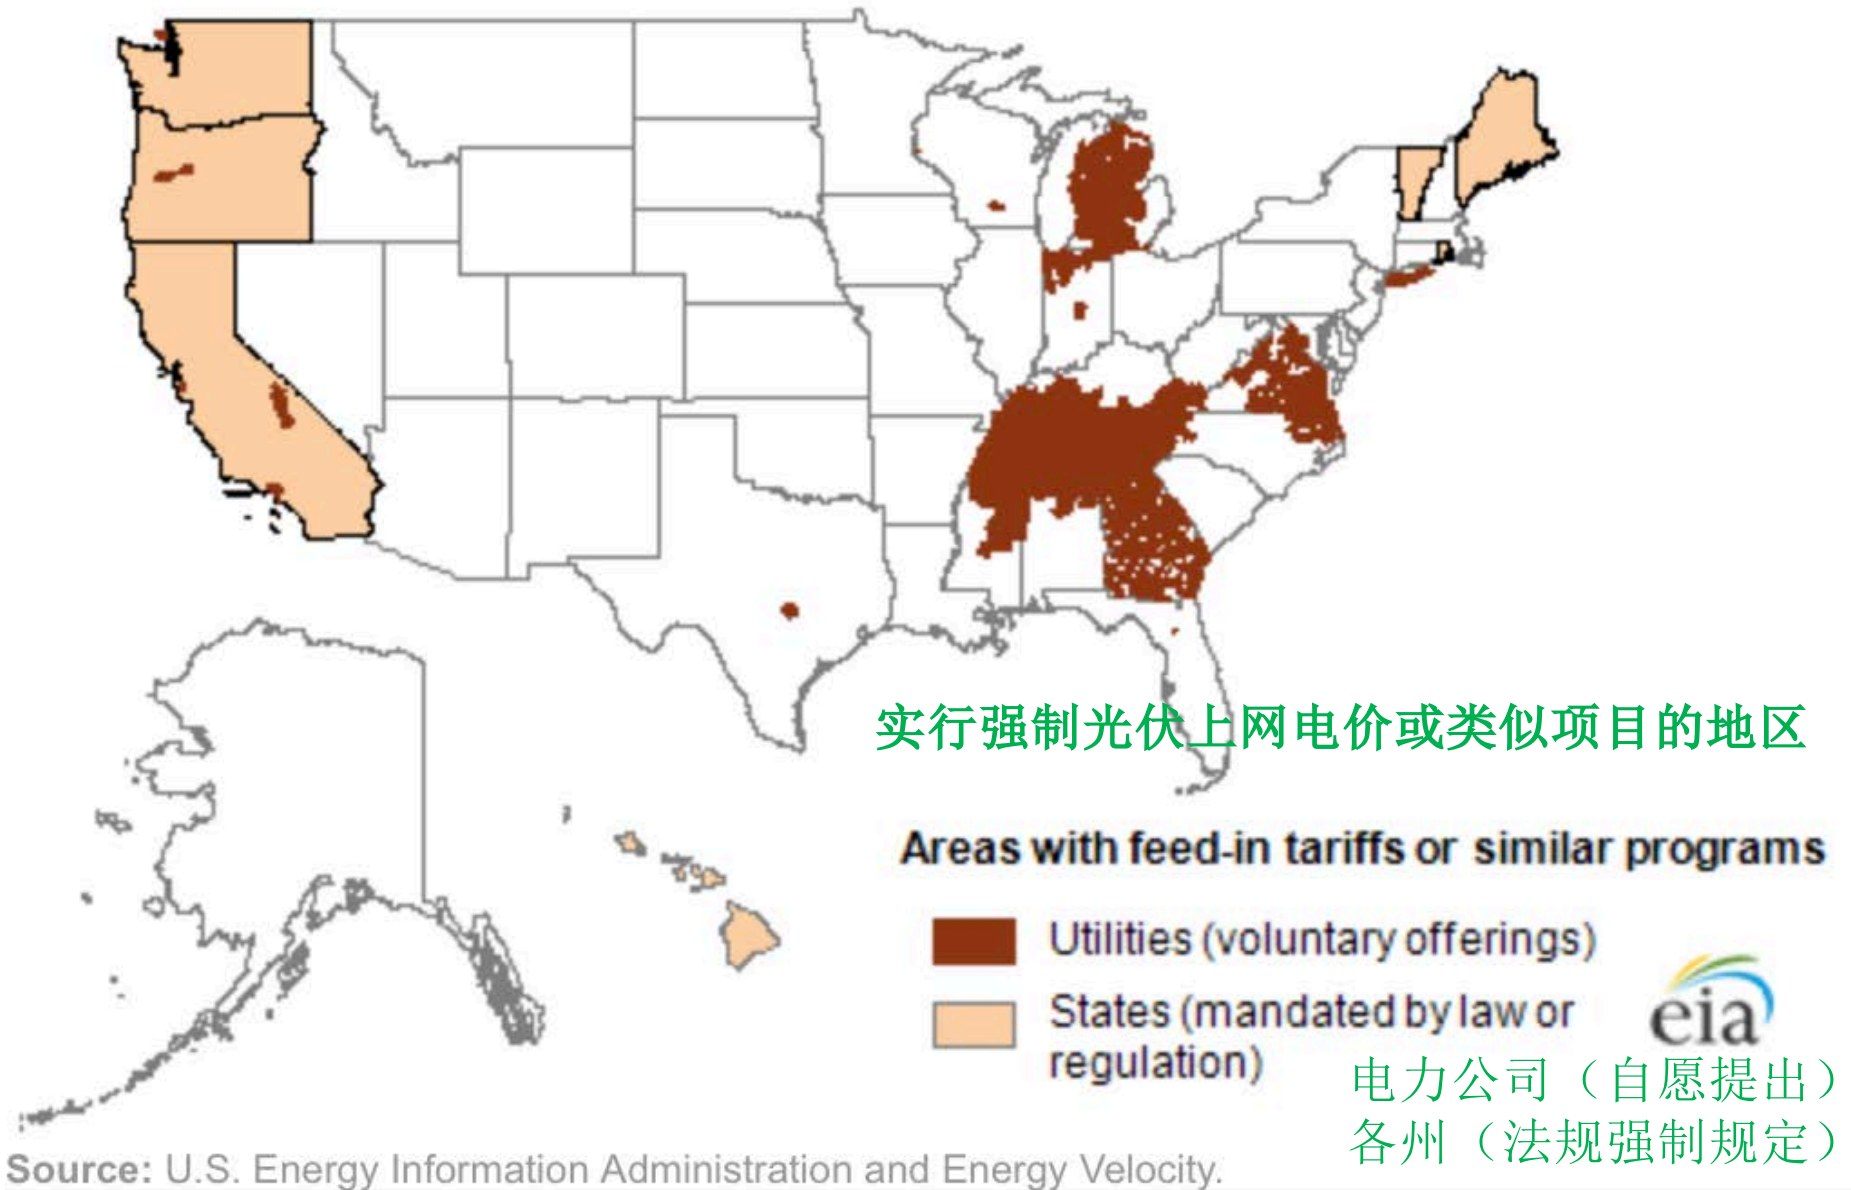 实行强制光伏上网电价或类似项目的地区
Areas with feed-in tariffs or similar programs
Utilities (voluntary offerings)
States (mandated by law or
regulation)
eia
电力公司（自愿提出）
各州（法规强制规定）
Source: U.S. Energy Information Administration and Energy Velocity.